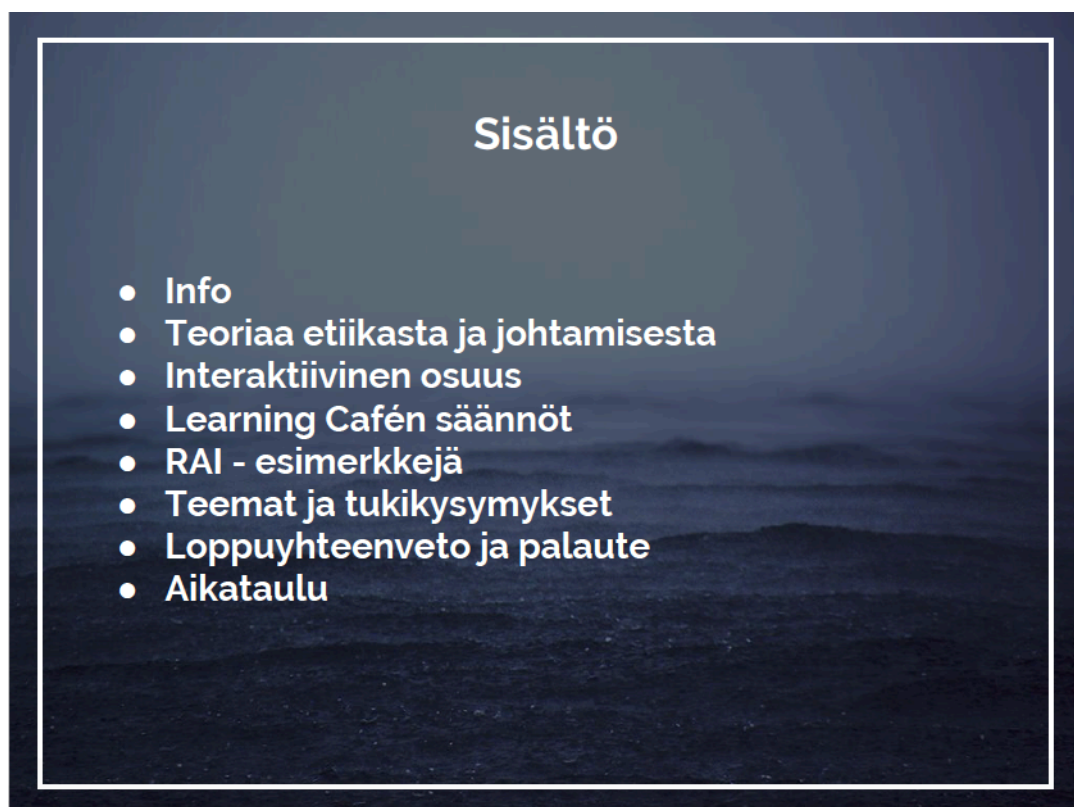 Sisältö
● Info
● Teoriaa etiikasta ja johtamisesta
● Interaktiivinen osuus
● Learning Cafén säännöt
● RAI - esimerkkejä
● Teemat ja tukikysymykset
● Loppuyhteenveto ja palaute
● Aikataulu